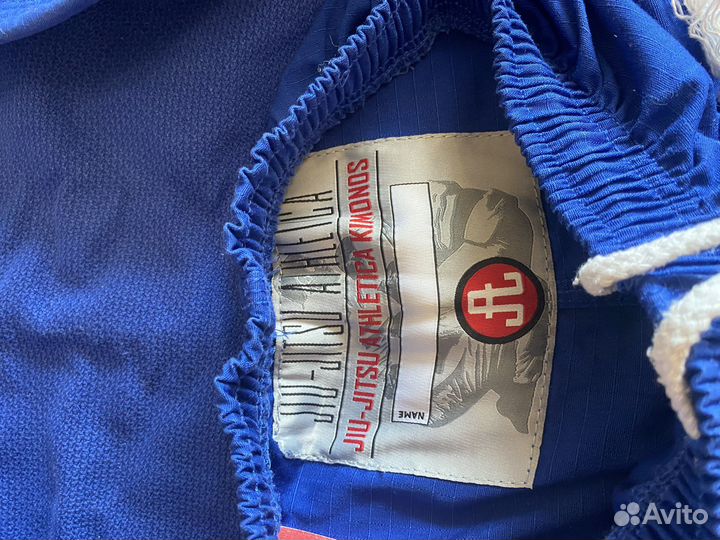 JIU-JITSU ATHLETICA
JIU-JITSU ATHLETICA KIMONOS
NAME
Avito